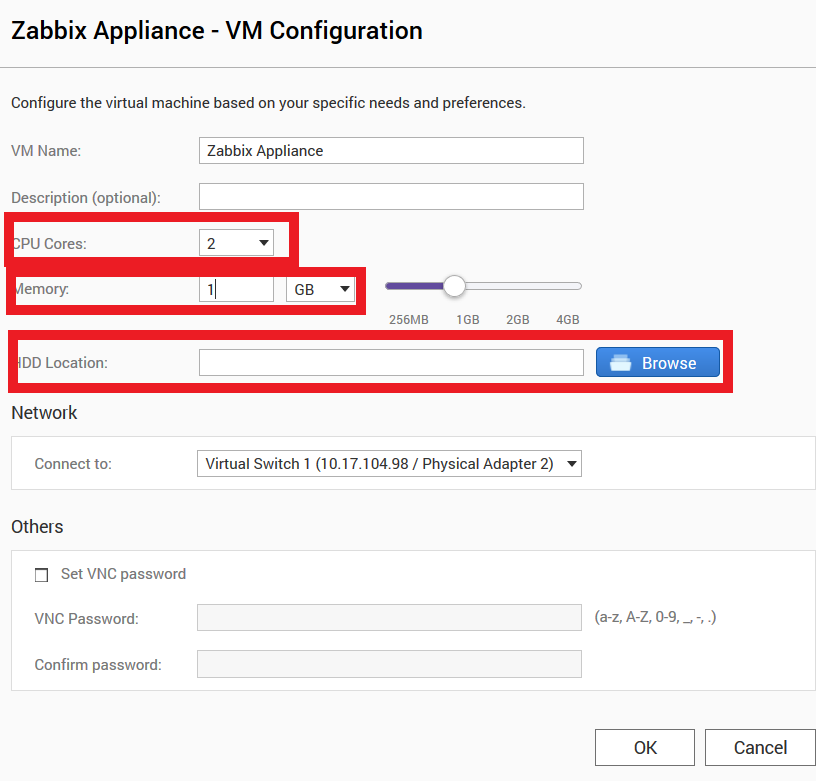 Zabbix Appliance - VM Configuration
Configure the virtual machine based on your specific needs and preferences.
VM Name: Zabbix Appliance
Description (optional):
CPU Cores: 2
Memory: 1 GB
256MB 1GB 2GB 4GB
HDD Location: Browse
Network
Connect to: Virtual Switch 1 (10.17.104.98 / Physical Adapter 2)
Others
Set VNC password
VNC Password: (a-z, A-Z, 0-9, _, -, .)
Confirm password:
OK Cancel